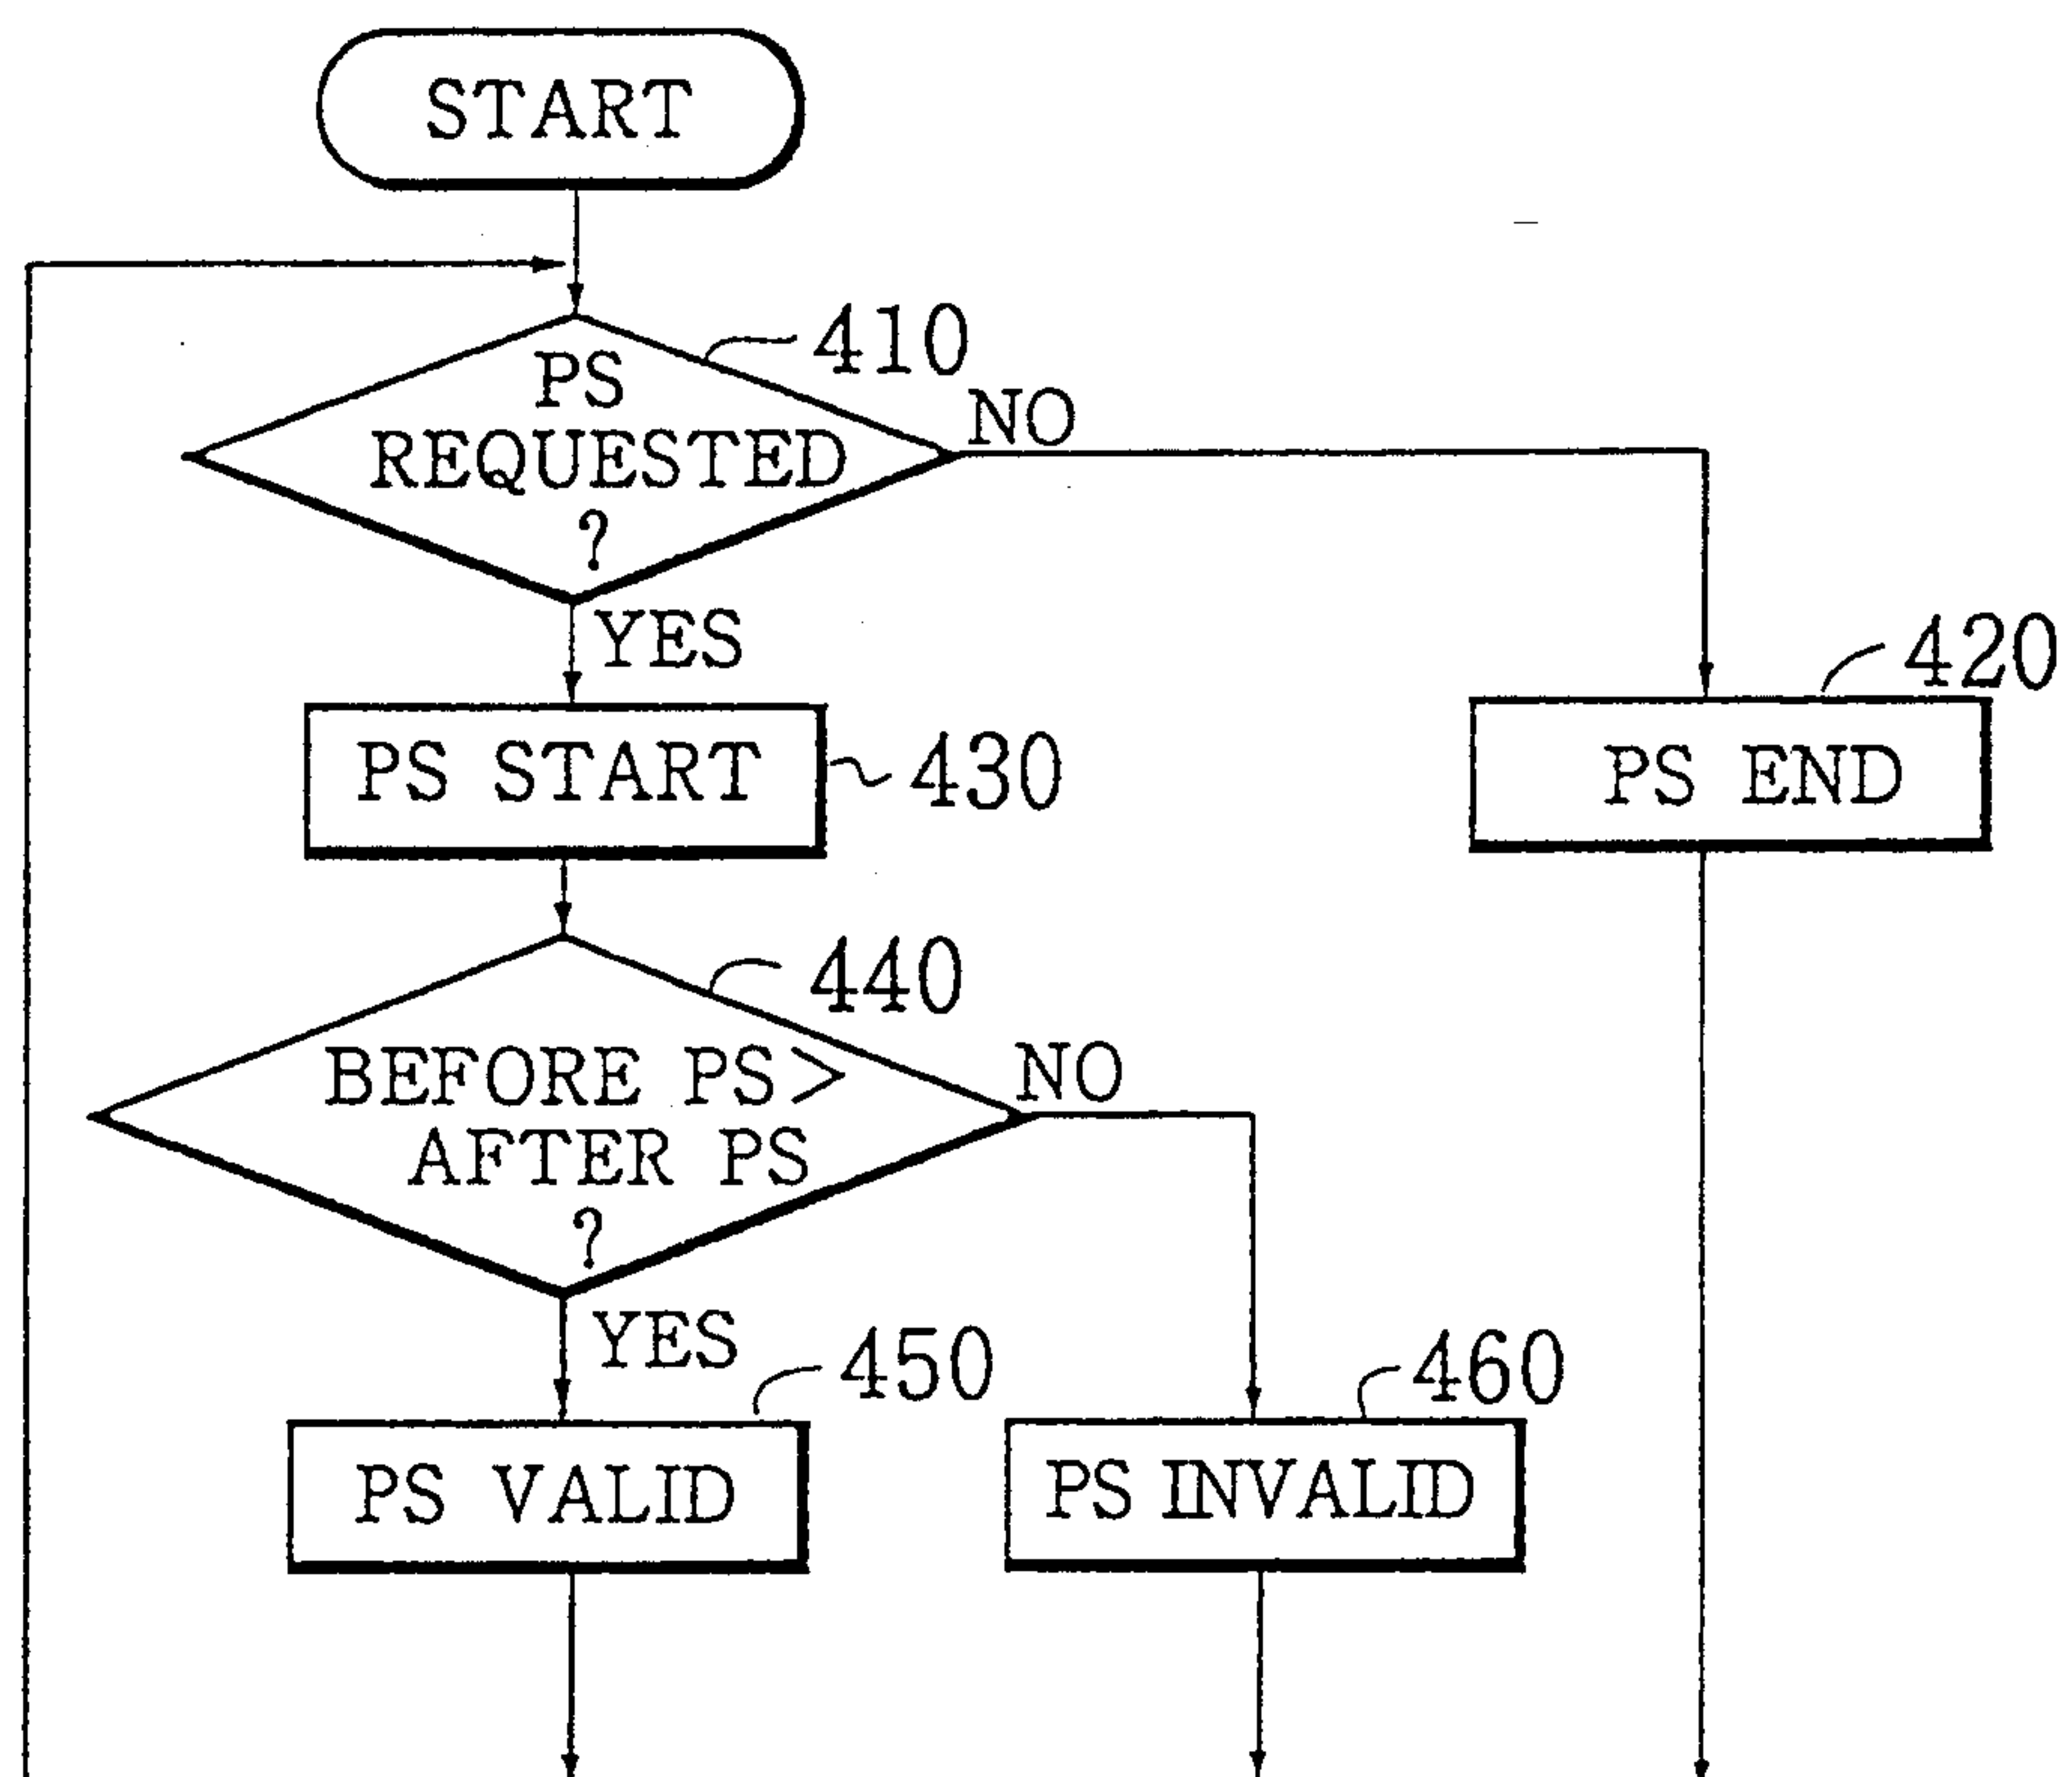 START
410
PS
REQUESTED
?
NO
YES
420
PS START
430
PS END
440
BEFORE PS>
AFTER PS
?
NO
YES
450
460
PS VALID
PS INVALID